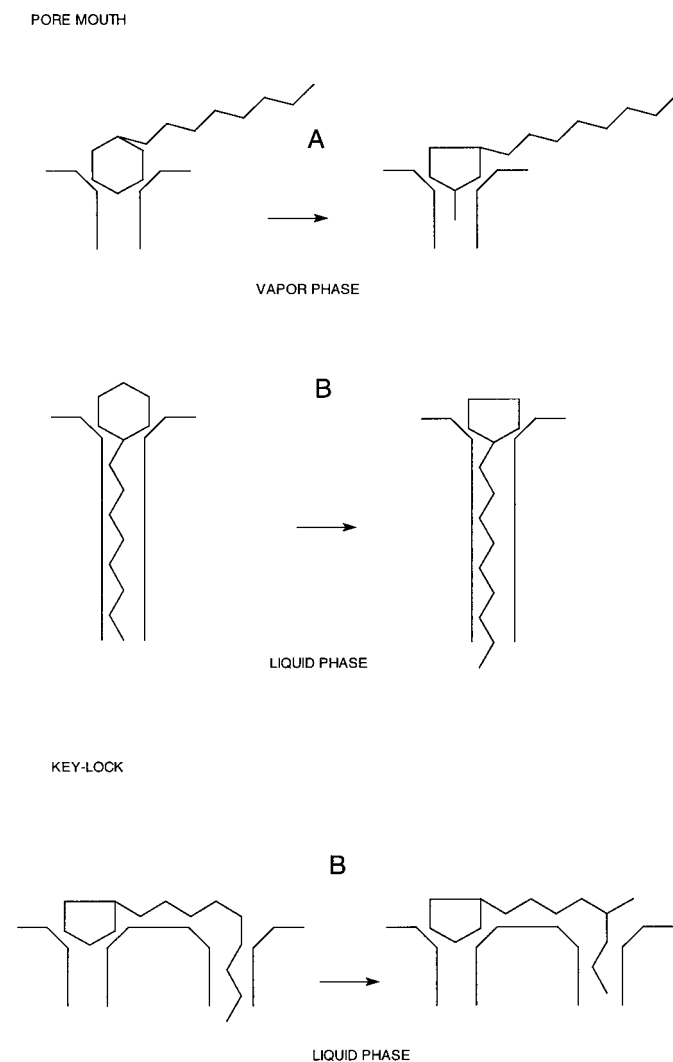 PORE MOUTH
A
VAPOR PHASE
B
LIQUID PHASE
KEY-LOCK
B
LIQUID PHASE